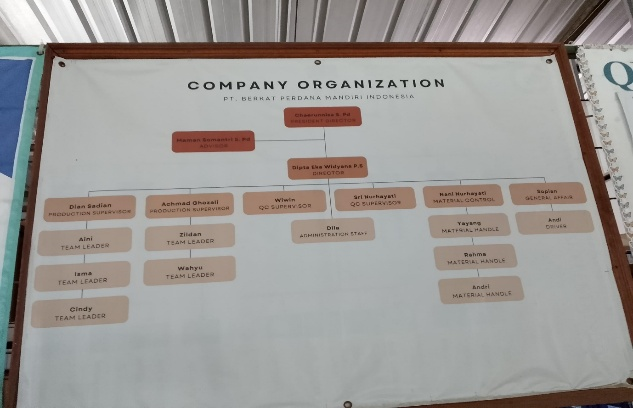 COMPANY ORGANIZATION
PT. BERKAT PERDANA MANDIRI INDONESIA
PRESIDENT DIRECTOR
ADVISOR
Dipta Eka Widyana P.S
DIRECTOR
Dian Sadian
PRODUCTION SUPERVISOR
Achmad Ghozali
PRODUCTION SUPERVISOR
Wiwin
QC SUPERVISOR
Sri Nurhayati
QC SUPERVISOR
Nani Nurhayati
MATERIAL CONTROL
Sopian
GENERAL AFFAIR
Aini
TEAM LEADER
Zildan
TEAM LEADER
Dila
ADMINISTRATION STAFF
Yayang
MATERIAL HANDLE
Andi
DRIVER
Isma
TEAM LEADER
Wahyu
TEAM LEADER
Rahma
MATERIAL HANDLE
Cindy
TEAM LEADER
Andri
MATERIAL HANDLE